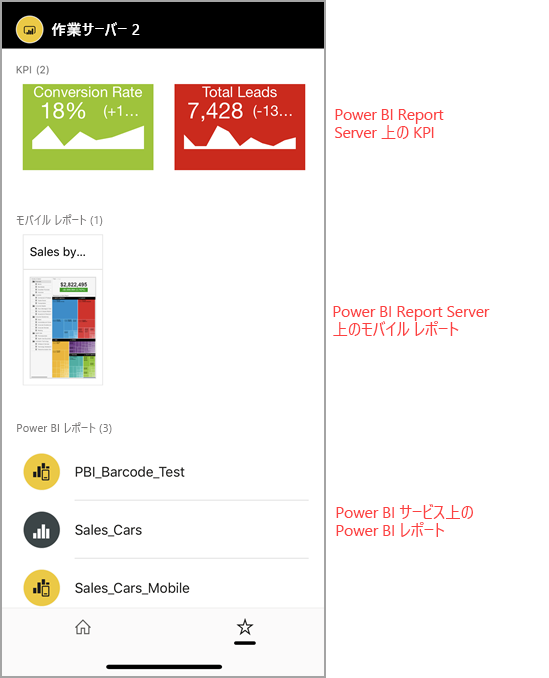 作業サーバー 2
KPI (2)
Conversion Rate
18% (+1...
Total Leads
7,428 (-13...
Power BI Report
Server 上の KPI
モバイル レポート (1)
Sales by...
$2,822,495
Power BI Report Server
上のモバイル レポート
Power BI レポート (3)
PBI_Barcode_Test
Sales_Cars
Power BI サービス上の
Power BI レポート
Sales_Cars_Mobile